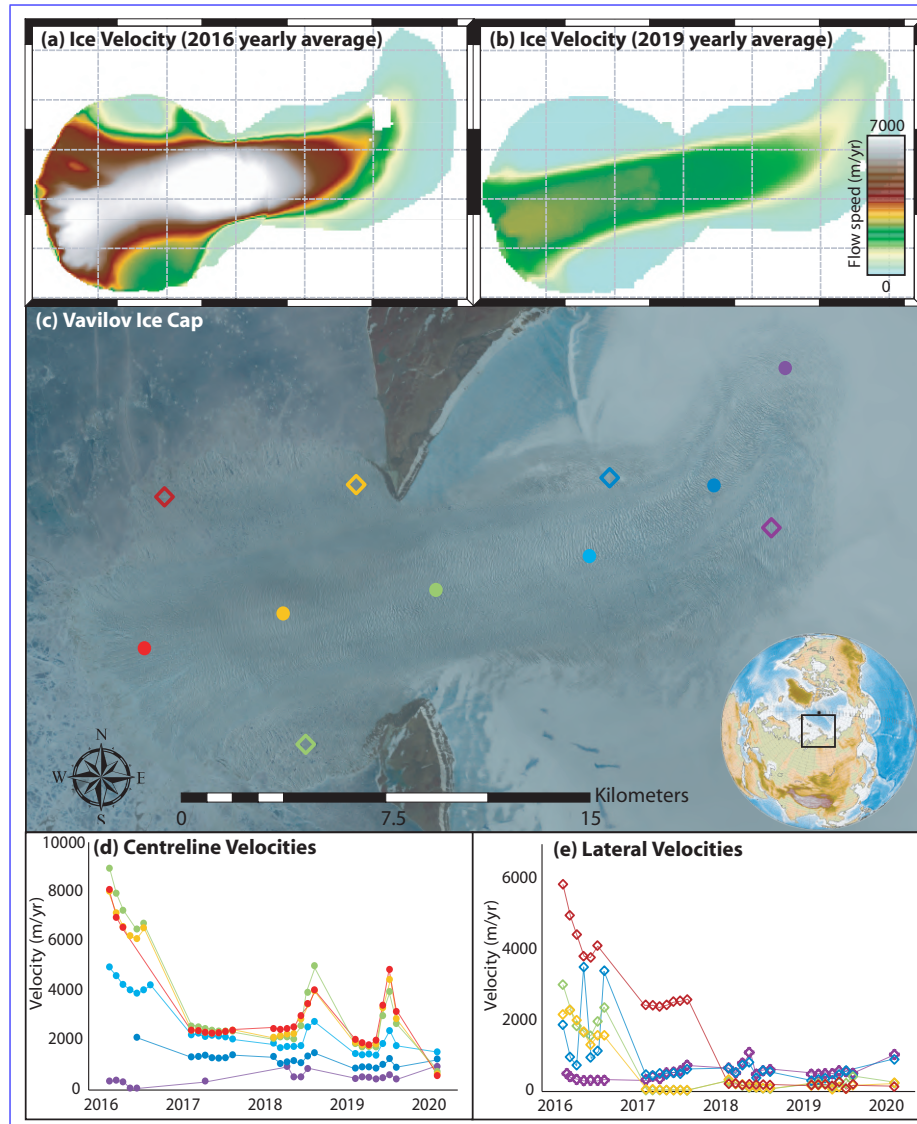 (a) Ice Velocity (2016 yearly average)
(b) Ice Velocity (2019 yearly average)
7000
Flow speed (m/yr)
0
(c) Vavilov Ice Cap
N
W E
S
Kilometers
0 7.5 15
(d) Centreline Velocities
10000
8000
6000
4000
2000
0
Velocity (m/yr)
2016 2017 2018 2019 2020
(e) Lateral Velocities
6000
4000
2000
0
Velocity (m/yr)
2016 2017 2018 2019 2020